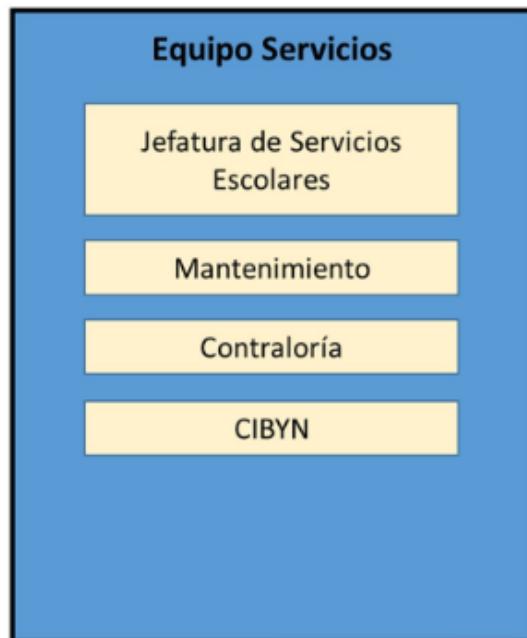 Equipo Servicios
Jefatura de Servicios
Escolares
Mantenimiento
Contraloría
CIBYN